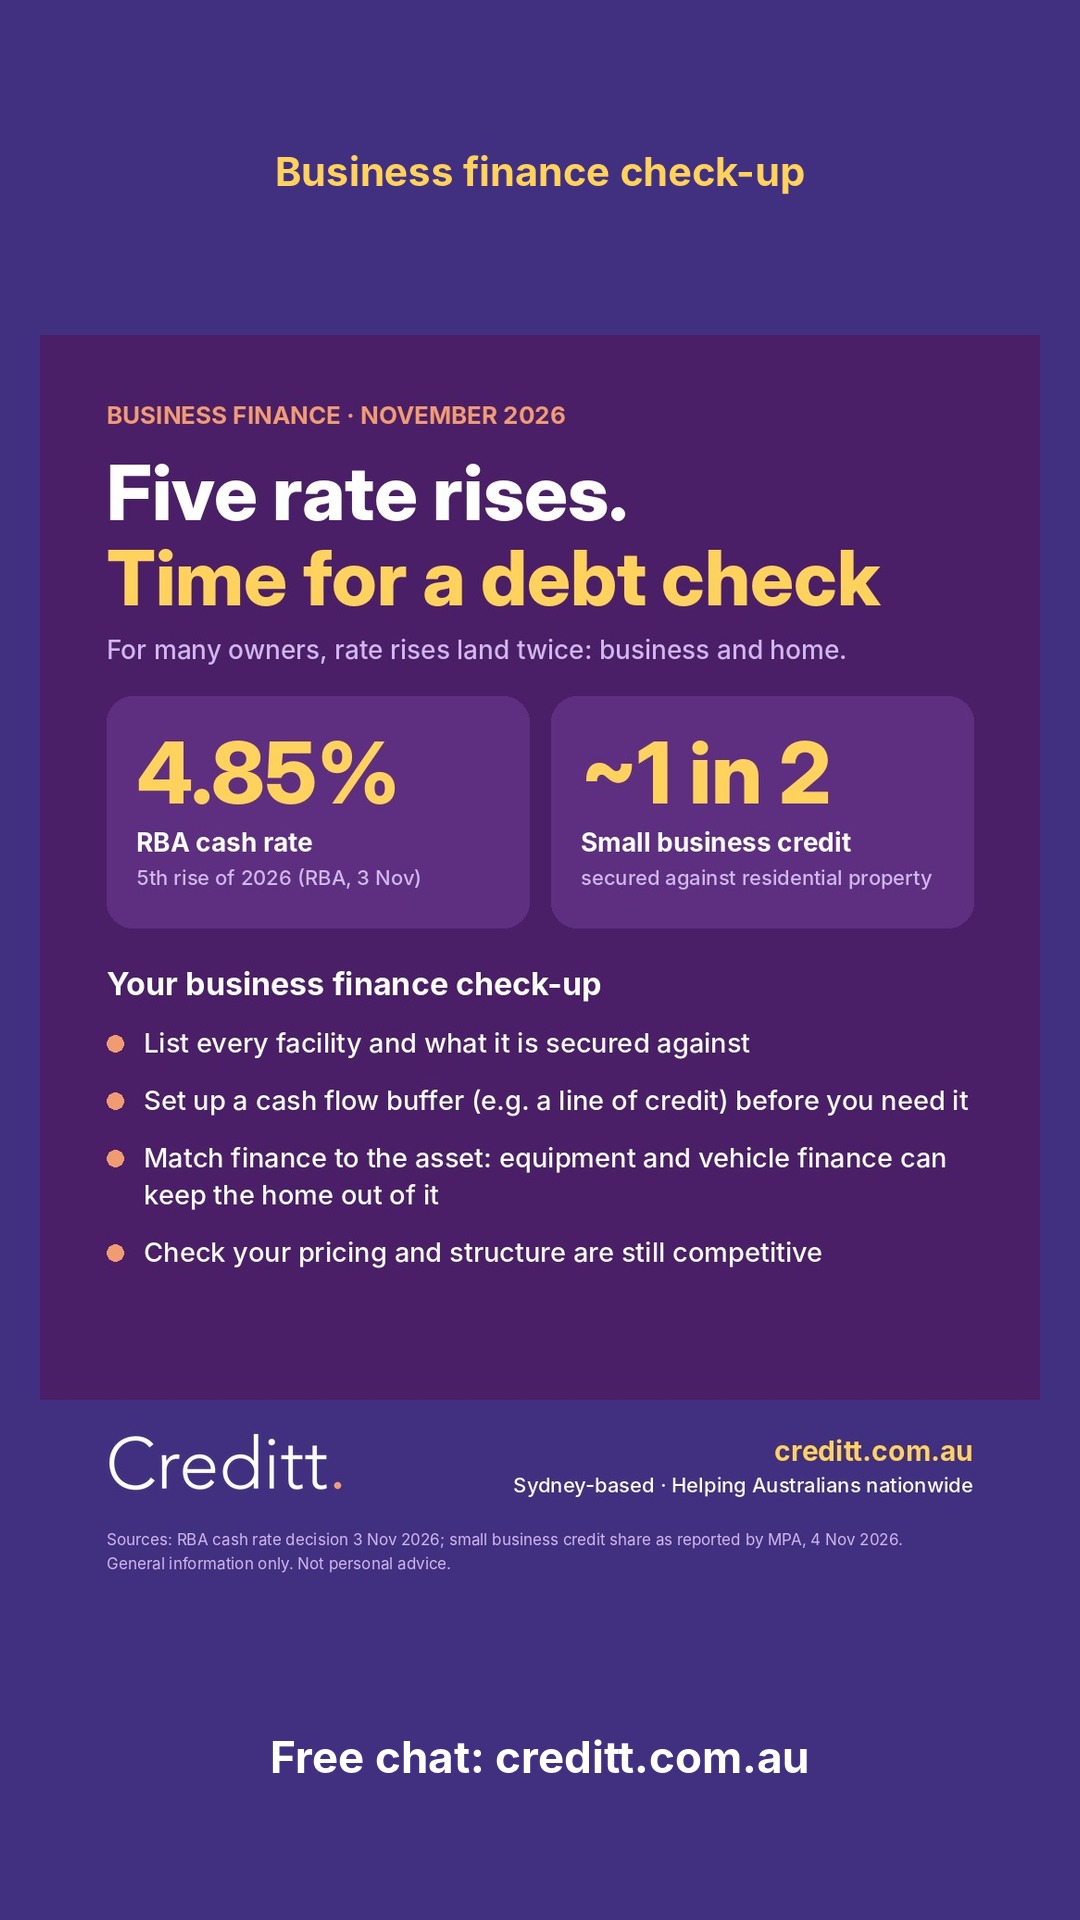 Business finance check-up
BUSINESS FINANCE · NOVEMBER 2026
Five rate rises.
Time for a debt check
For many owners, rate rises land twice: business and home.
4.85%
RBA cash rate
5th rise of 2026 (RBA, 3 Nov)
~1 in 2
Small business credit
secured against residential property
Your business finance check-up
List every facility and what it is secured against
Set up a cash flow buffer (e.g. a line of credit) before you need it
Match finance to the asset: equipment and vehicle finance can
keep the home out of it
Check your pricing and structure are still competitive
Creditt.
creditt.com.au
Sydney-based · Helping Australians nationwide
Sources: RBA cash rate decision 3 Nov 2026; small business credit share as reported by MPA, 4 Nov 2026.
General information only. Not personal advice.
Free chat: creditt.com.au